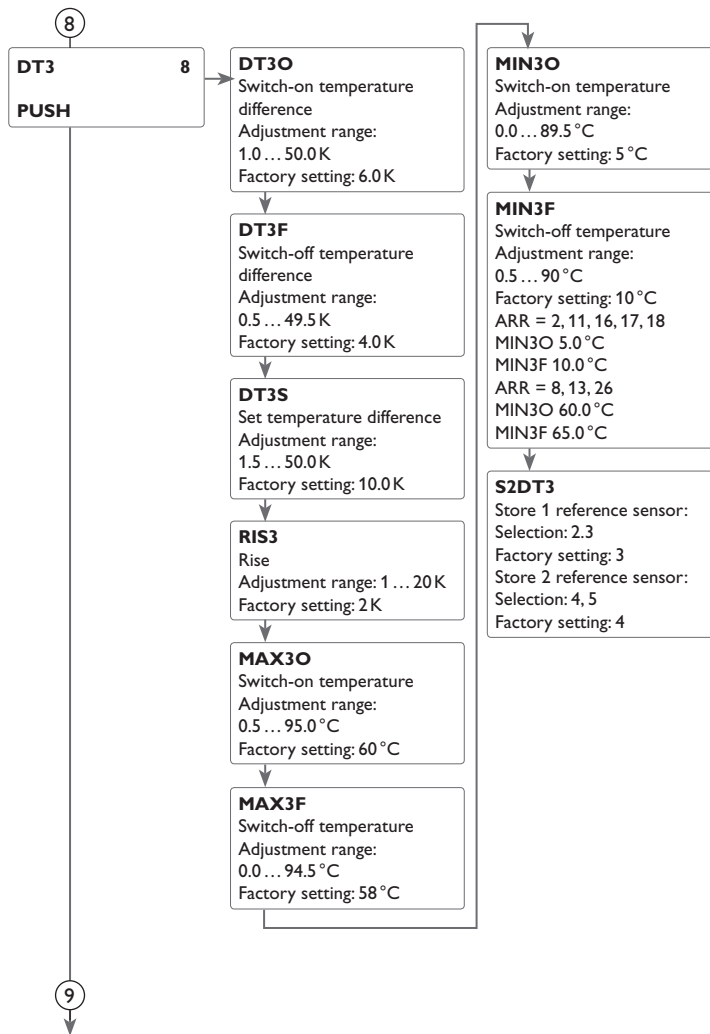 8
DT3 8
PUSH
DT3O
Switch-on temperature
difference
Adjustment range:
1.0 … 50.0 K
Factory setting: 6.0 K
DT3F
Switch-off temperature
difference
Adjustment range:
0.5 … 49.5 K
Factory setting: 4.0 K
DT3S
Set temperature difference
Adjustment range:
1.5 … 50.0 K
Factory setting: 10.0 K
RIS3
Rise
Adjustment range: 1 … 20 K
Factory setting: 2 K
MAX3O
Switch-on temperature
Adjustment range:
0.5 … 95.0 °C
Factory setting: 60 °C
MAX3F
Switch-off temperature
Adjustment range:
0.0 … 94.5 °C
Factory setting: 58 °C
MIN3O
Switch-on temperature
Adjustment range:
0.0 … 89.5 °C
Factory setting: 5 °C
MIN3F
Switch-off temperature
Adjustment range:
0.5 … 90 °C
Factory setting: 10 °C
ARR = 2, 11, 16, 17, 18
MIN3O 5.0 °C
MIN3F 10.0 °C
ARR = 8, 13, 26
MIN3O 60.0 °C
MIN3F 65.0 °C
S2DT3
Store 1 reference sensor:
Selection: 2.3
Factory setting: 3
Store 2 reference sensor:
Selection: 4, 5
Factory setting: 4
9